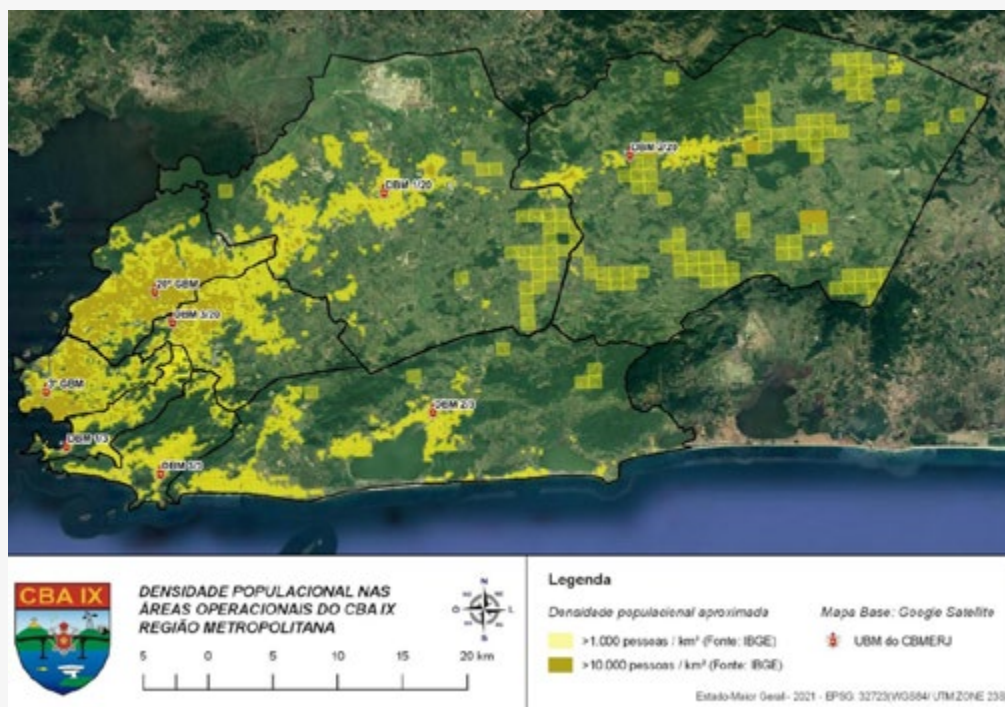 DBM 2/20
DBM 1/20
20º GBM
DBM 3/20
3º GBM
DBM 2/3
DBM 1/3
DBM 3/3
CBA IX
DENSIDADE POPULACIONAL NAS
ÁREAS OPERACIONAIS DO CBA IX
REGIÃO METROPOLITANA
N
O
L
S
5 0 5 10 15 20 km
Legenda
Densidade populacional aproximada
Mapa Base: Google Satellite
>1.000 pessoas / km² (Fonte: IBGE)
UBM do CBMERJ
>10.000 pessoas / km² (Fonte: IBGE)
Estado-Maior Geral - 2021 - EPSG: 32723(WGS84/ UTM ZONE 23S